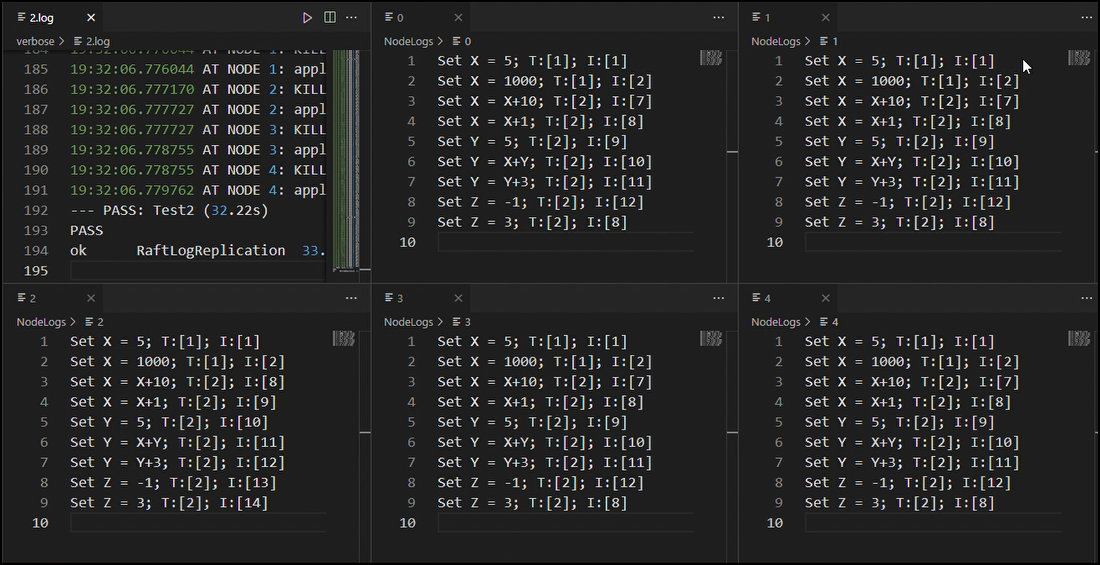 2.log
verbose > 2.log
185 19:32:06.776044 AT NODE 1: appl
186 19:32:06.777170 AT NODE 2: KILL
187 19:32:06.777727 AT NODE 2: appl
188 19:32:06.777727 AT NODE 3: KILL
189 19:32:06.778755 AT NODE 3: appl
190 19:32:06.778755 AT NODE 4: KILL
191 19:32:06.779762 AT NODE 4: appl
192 --- PASS: Test2 (32.22s)
193 PASS
194 ok RaftLogReplication 33.
195
0
NodeLogs > 0
1 Set X = 5; T:[1]; I:[1]
2 Set X = 1000; T:[1]; I:[2]
3 Set X = X+10; T:[2]; I:[7]
4 Set X = X+1; T:[2]; I:[8]
5 Set Y = 5; T:[2]; I:[9]
6 Set Y = X+Y; T:[2]; I:[10]
7 Set Y = Y+3; T:[2]; I:[11]
8 Set Z = -1; T:[2]; I:[12]
9 Set Z = 3; T:[2]; I:[8]
10
1
NodeLogs > 1
1 Set X = 5; T:[1]; I:[1]
2 Set X = 1000; T:[1]; I:[2]
3 Set X = X+10; T:[2]; I:[7]
4 Set X = X+1; T:[2]; I:[8]
5 Set Y = 5; T:[2]; I:[9]
6 Set Y = X+Y; T:[2]; I:[10]
7 Set Y = Y+3; T:[2]; I:[11]
8 Set Z = -1; T:[2]; I:[12]
9 Set Z = 3; T:[2]; I:[8]
10
2
NodeLogs > 2
1 Set X = 5; T:[1]; I:[1]
2 Set X = 1000; T:[1]; I:[2]
3 Set X = X+10; T:[2]; I:[8]
4 Set X = X+1; T:[2]; I:[9]
5 Set Y = 5; T:[2]; I:[10]
6 Set Y = X+Y; T:[2]; I:[11]
7 Set Y = Y+3; T:[2]; I:[12]
8 Set Z = -1; T:[2]; I:[13]
9 Set Z = 3; T:[2]; I:[14]
10
3
NodeLogs > 3
1 Set X = 5; T:[1]; I:[1]
2 Set X = 1000; T:[1]; I:[2]
3 Set X = X+10; T:[2]; I:[7]
4 Set X = X+1; T:[2]; I:[8]
5 Set Y = 5; T:[2]; I:[9]
6 Set Y = X+Y; T:[2]; I:[10]
7 Set Y = Y+3; T:[2]; I:[11]
8 Set Z = -1; T:[2]; I:[12]
9 Set Z = 3; T:[2]; I:[8]
10
4
NodeLogs > 4
1 Set X = 5; T:[1]; I:[1]
2 Set X = 1000; T:[1]; I:[2]
3 Set X = X+10; T:[2]; I:[7]
4 Set X = X+1; T:[2]; I:[8]
5 Set Y = 5; T:[2]; I:[9]
6 Set Y = X+Y; T:[2]; I:[10]
7 Set Y = Y+3; T:[2]; I:[11]
8 Set Z = -1; T:[2]; I:[12]
9 Set Z = 3; T:[2]; I:[8]
10